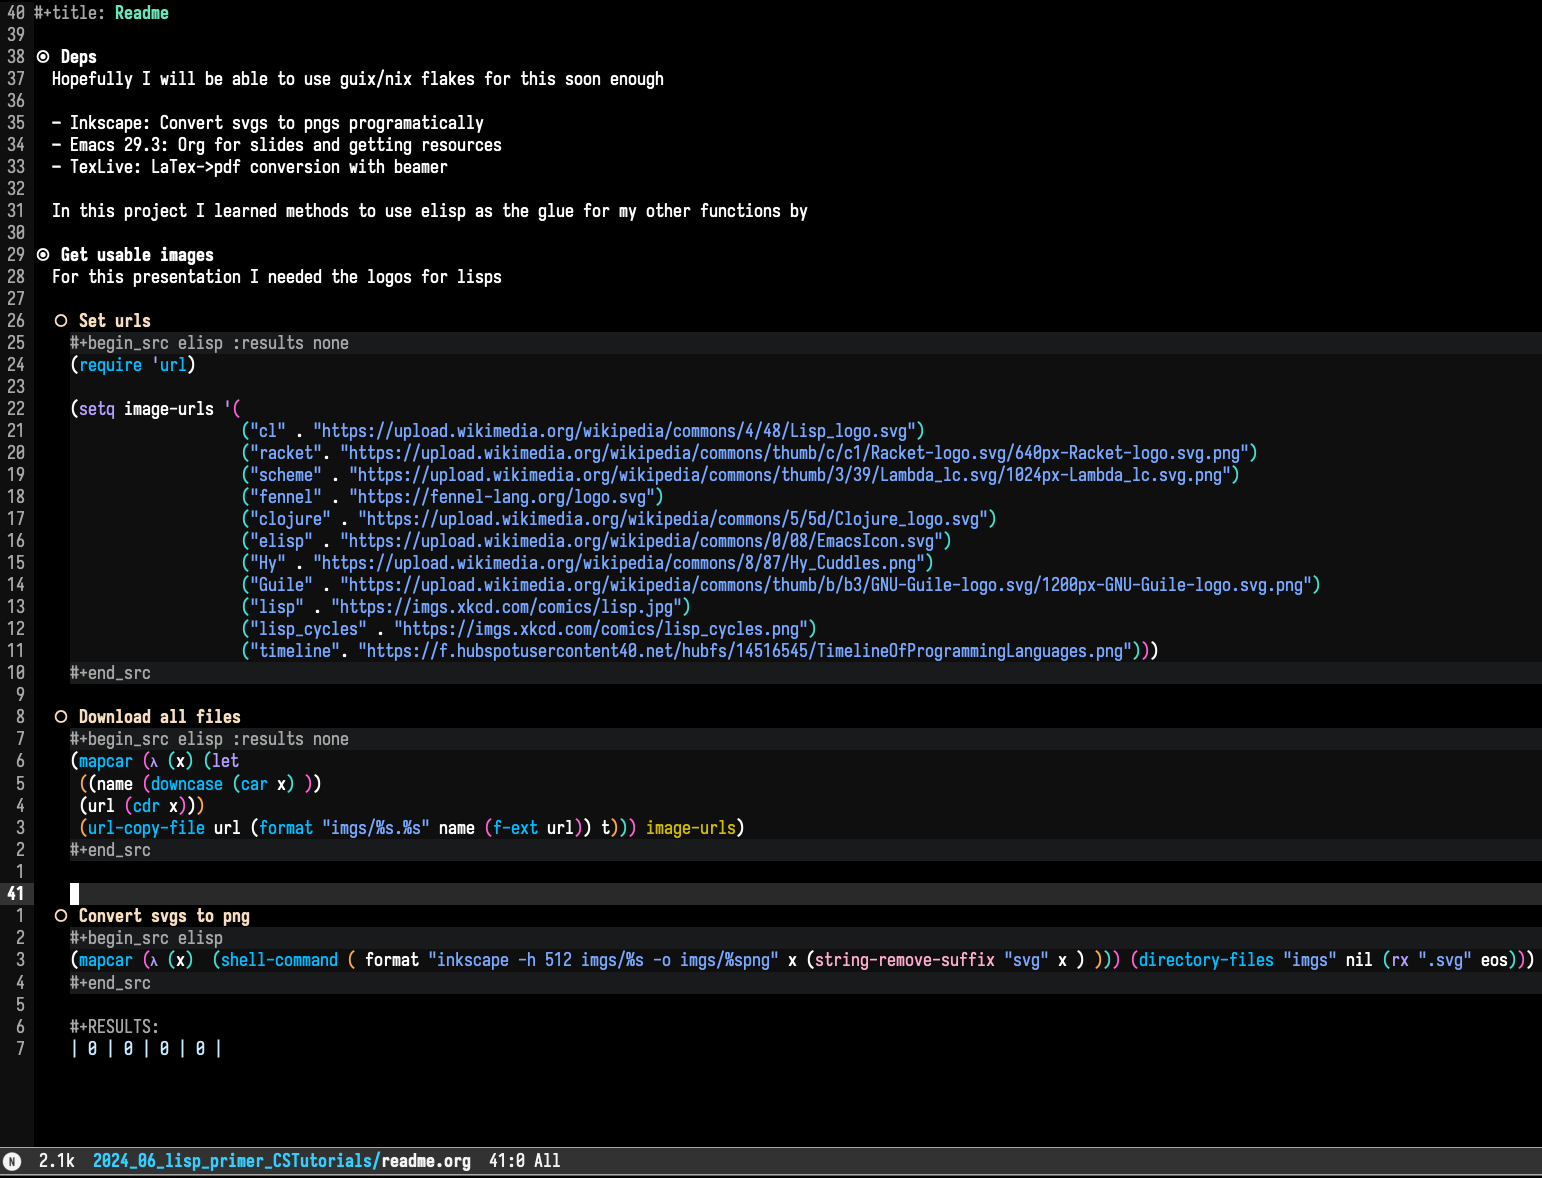 40 #+title: Readme
39
38 ⦿ Deps
37 Hopefully I will be able to use guix/nix flakes for this soon enough
36
35 - Inkscape: Convert svgs to pngs programatically
34 - Emacs 29.3: Org for slides and getting resources
33 - TexLive: LaTex->pdf conversion with beamer
32
31 In this project I learned methods to use elisp as the glue for my other functions by
30
29 ⦿ Get usable images
28 For this presentation I needed the logos for lisps
27
26 ○ Set urls
25 #+begin_src elisp :results none
24 (require 'url)
23
22 (setq image-urls '(
21 ("cl" . "https://upload.wikimedia.org/wikipedia/commons/4/48/Lisp_logo.svg")
20 ("racket". "https://upload.wikimedia.org/wikipedia/commons/thumb/c/c1/Racket-logo.svg/640px-Racket-logo.svg.png")
19 ("scheme" . "https://upload.wikimedia.org/wikipedia/commons/thumb/3/39/Lambda_lc.svg/1024px-Lambda_lc.svg.png")
18 ("fennel" . "https://fennel-lang.org/logo.svg")
17 ("clojure" . "https://upload.wikimedia.org/wikipedia/commons/5/5d/Clojure_logo.svg")
16 ("elisp" . "https://upload.wikimedia.org/wikipedia/commons/0/08/EmacsIcon.svg")
15 ("Hy" . "https://upload.wikimedia.org/wikipedia/commons/8/87/Hy_Cuddles.png")
14 ("Guile" . "https://upload.wikimedia.org/wikipedia/commons/thumb/b/b3/GNU-Guile-logo.svg/1200px-GNU-Guile-logo.svg.png")
13 ("lisp" . "https://imgs.xkcd.com/comics/lisp.jpg")
12 ("lisp_cycles" . "https://imgs.xkcd.com/comics/lisp_cycles.png")
11 ("timeline". "https://f.hubspotusercontent40.net/hubfs/14516545/TimelineOfProgrammingLanguages.png")))
10 #+end_src
9
8 ○ Download all files
7 #+begin_src elisp :results none
6 (mapcar (λ (x) (let
5 ((name (downcase (car x) ))
4 (url (cdr x)))
3 (url-copy-file url (format "imgs/%s.%s" name (f-ext url)) t))) image-urls)
2 #+end_src
1
41
1 ○ Convert svgs to png
2 #+begin_src elisp
3 (mapcar (λ (x)  (shell-command ( format "inkscape -h 512 imgs/%s -o imgs/%spng" x (string-remove-suffix "svg" x ) ))) (directory-files "imgs" nil (rx ".svg" eos)))
4 #+end_src
5
6 #+RESULTS:
7 | 0 | 0 | 0 | 0 |
N 2.1k 2024_06_lisp_primer_CSTutorials/readme.org 41:0 All